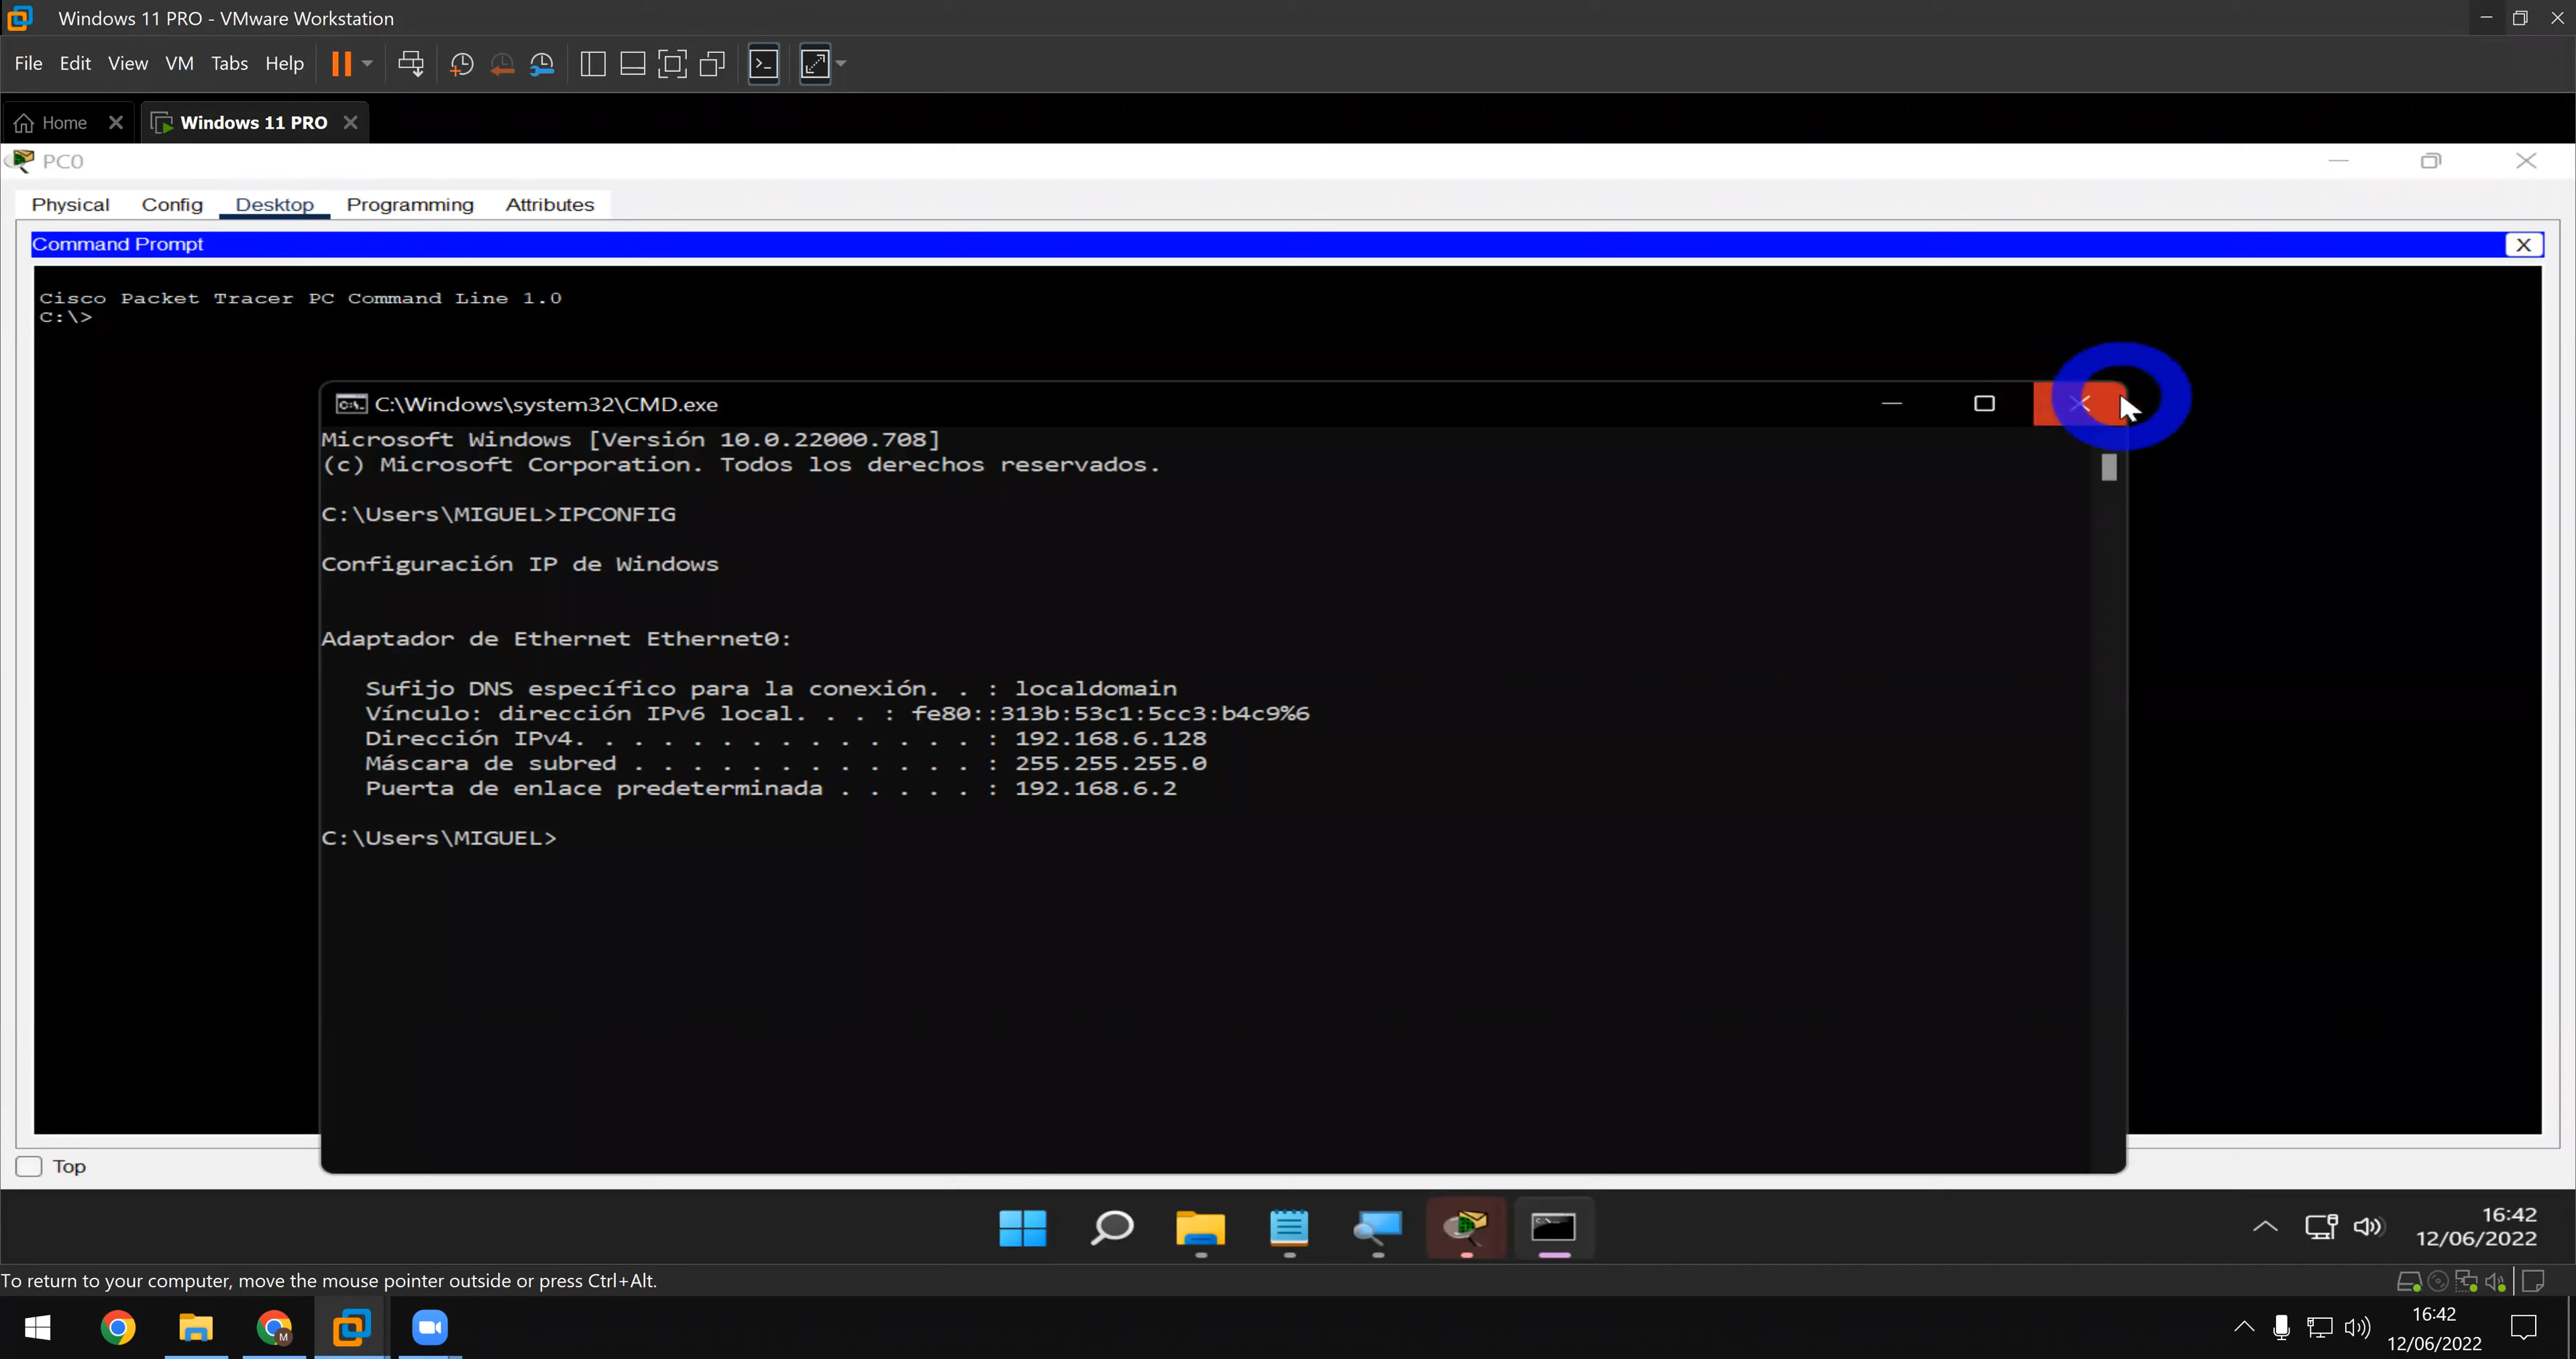 Windows 11 PRO - VMware Workstation
File Edit View VM Tabs Help
Home
Windows 11 PRO
PC0
Physical Config Desktop Programming Attributes
Command Prompt
X
Cisco Packet Tracer PC Command Line 1.0
C:\>
C:\Windows\system32\CMD.exe
Microsoft Windows [Versión 10.0.22000.708]
(c) Microsoft Corporation. Todos los derechos reservados.
C:\Users\MIGUEL>IPCONFIG
Configuración IP de Windows
Adaptador de Ethernet Ethernet0:
Sufijo DNS específico para la conexión. . : localdomain
Vínculo: dirección IPv6 local. . . : fe80::313b:53c1:5cc3:b4c9%6
Dirección IPv4. . . . . . . . . . . . . . : 192.168.6.128
Máscara de subred . . . . . . . . . . . . : 255.255.255.0
Puerta de enlace predeterminada . . . . . : 192.168.6.2
C:\Users\MIGUEL>
Top
16:42
12/06/2022
To return to your computer, move the mouse pointer outside or press Ctrl+Alt.
M
16:42
12/06/2022